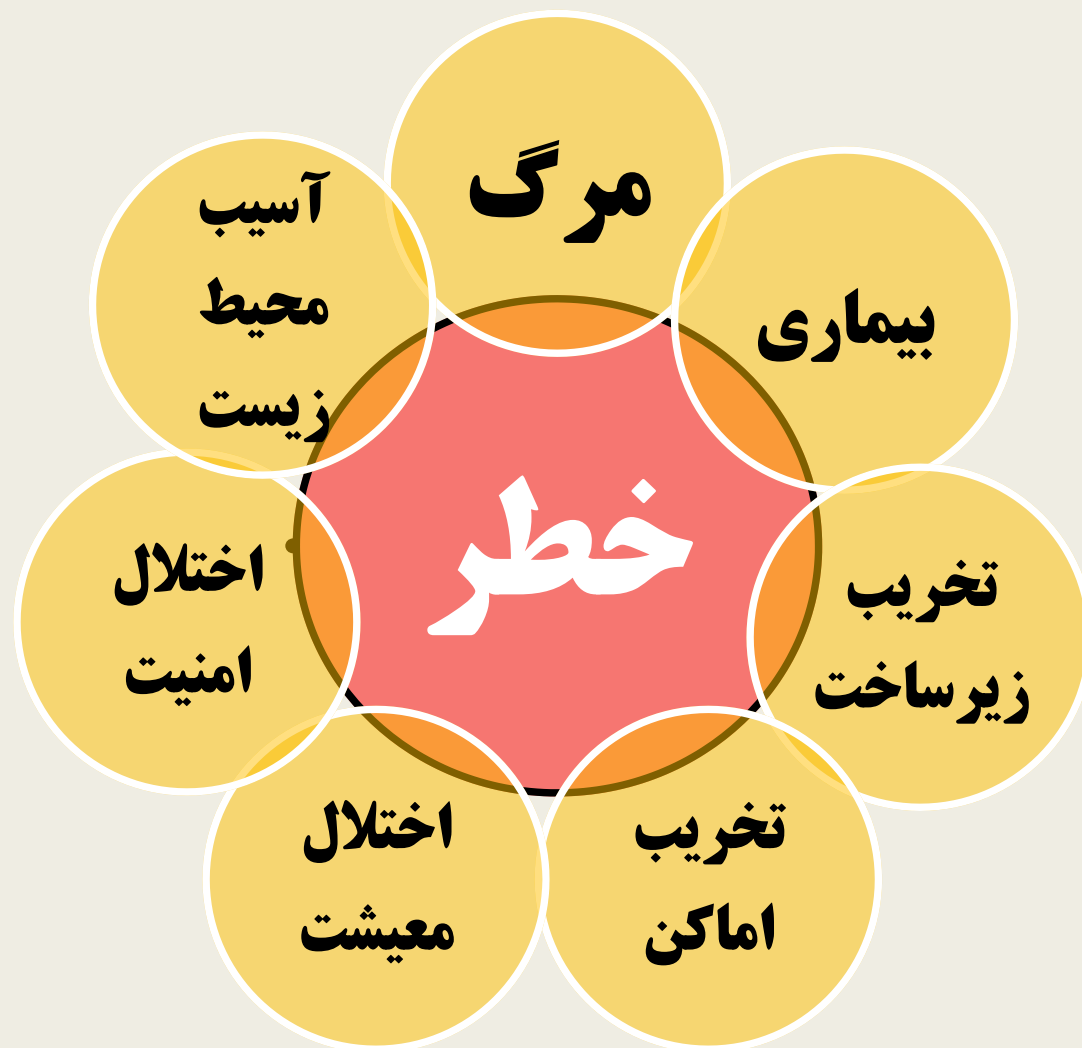 مرگ
بیماری
تخریب
زیرساخت
تخریب
اماکن
اختلال
معیشت
اختلال
امنیت
آسیب
محیط
زیست
خطر